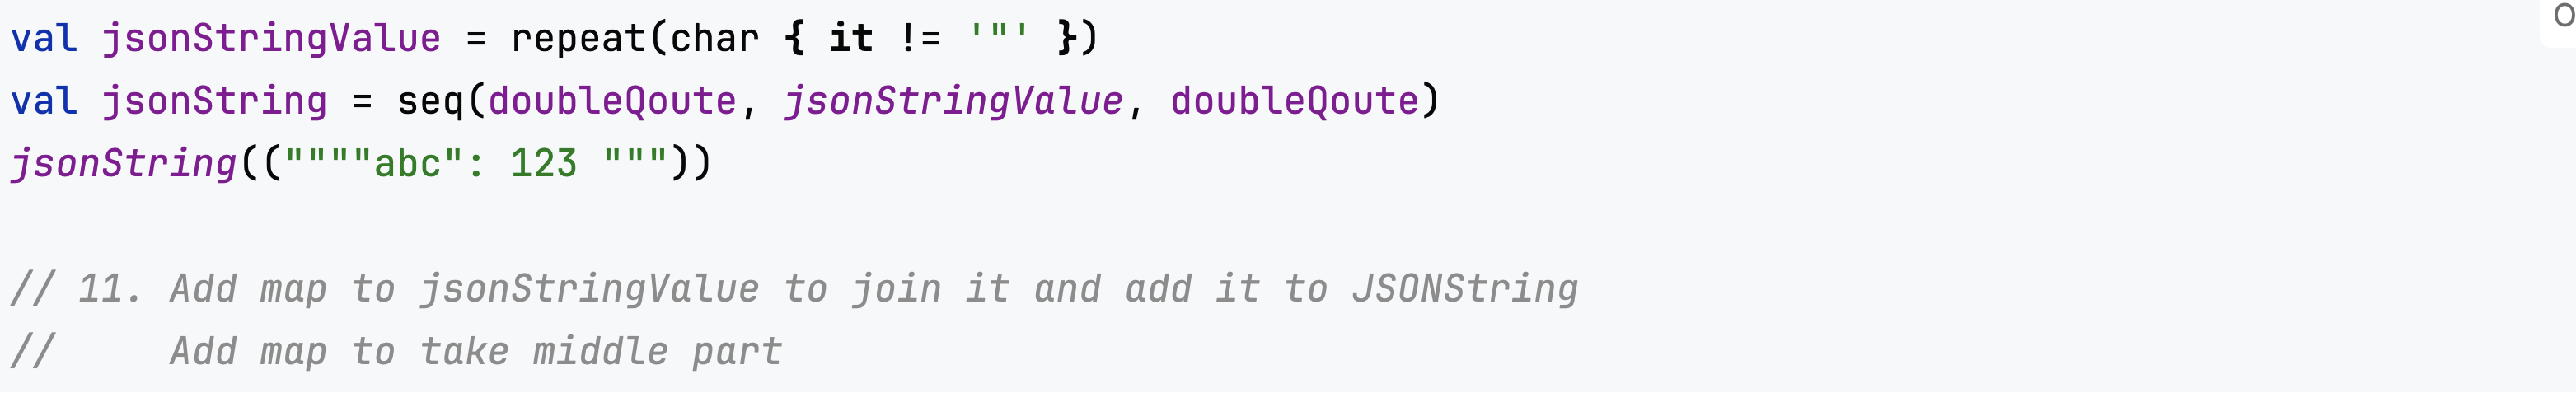 val jsonStringValue = repeat(char { it != '"' })
val jsonString = seq(doubleQoute, jsonStringValue, doubleQoute)
jsonString((""""abc": 123 """))
// 11. Add map to jsonStringValue to join it and add it to JSONString
//     Add map to take middle part